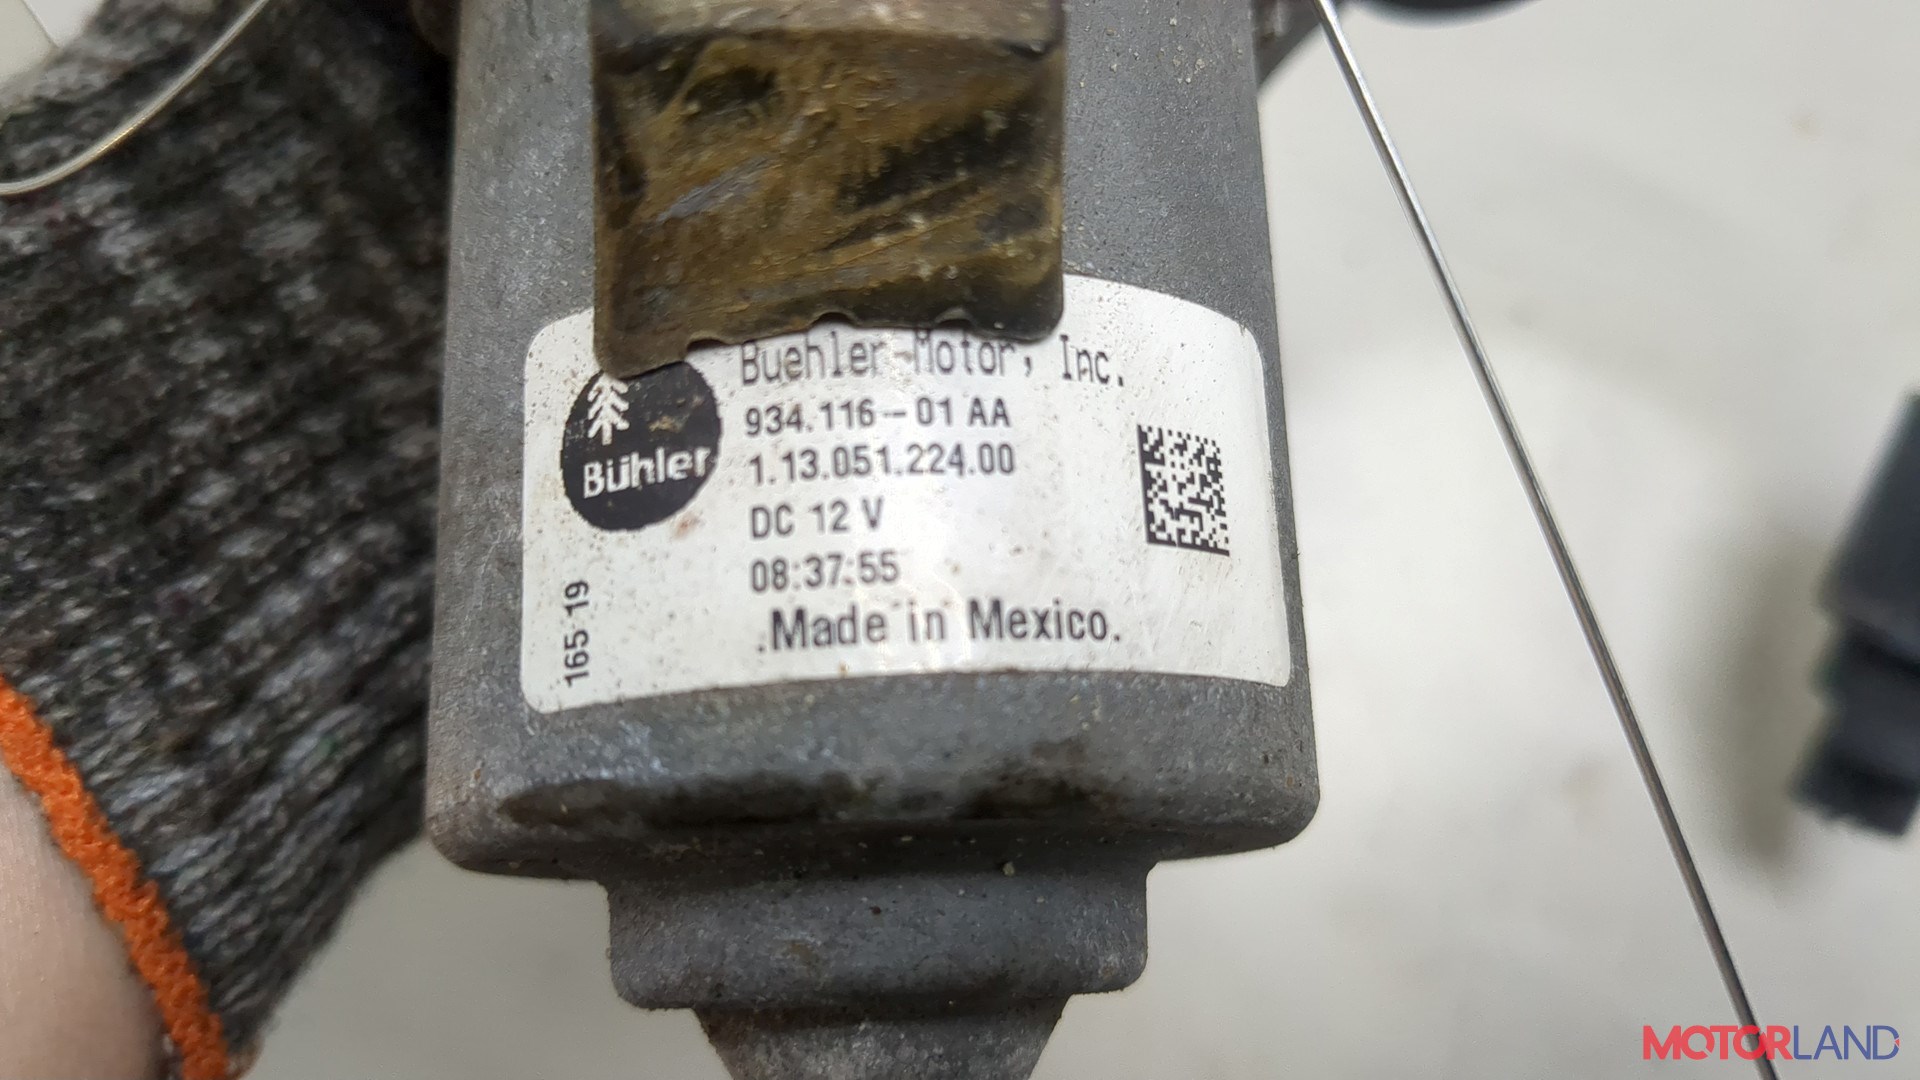 Buehler Motor, Inc.
934.116-01 AA
1.13.051.224.00
DC 12 V
08:37:55
.Made in Mexico.
Bühler
165 19
MOTORLAND